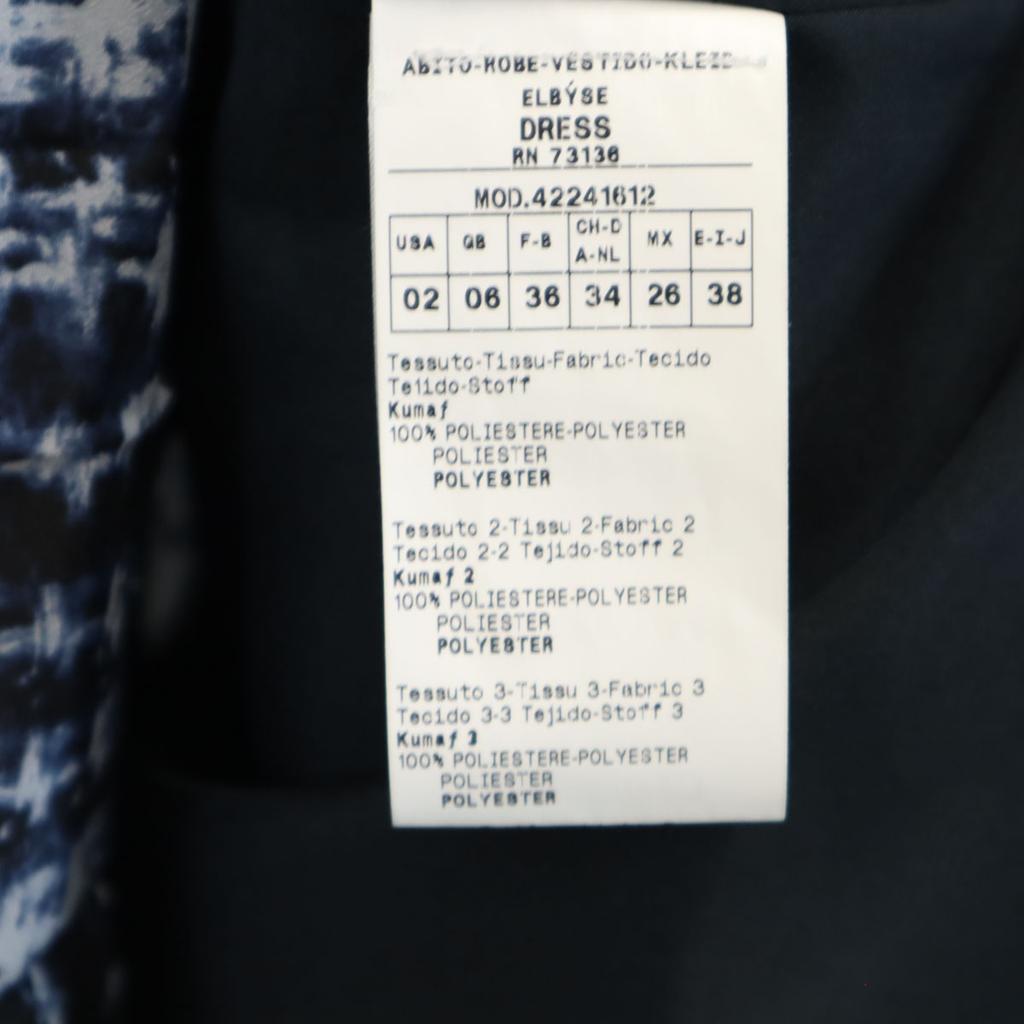 ABITO-ROBE-VESTIDO-KLEID
ELBÝSE
DRESS
RN 73136
MOD.42241612
USA GB F-B CH-D A-NL MX E-I-J
02 06 36 34 26 38
Tessuto-Tissu-Fabric-Tecido
Tejido-Stoff
Kumaƒ
100% POLIESTERE-POLYESTER
POLIESTER
POLYESTER
Tessuto 2-Tissu 2-Fabric 2
Tecido 2-2 Tejido-Stoff 2
Kumaƒ 2
100% POLIESTERE-POLYESTER
POLIESTER
POLYESTER
Tessuto 3-Tissu 3-Fabric 3
Tecido 3-3 Tejido-Stoff 3
Kumaƒ 3
100% POLIESTERE-POLYESTER
POLIESTER
POLYESTER